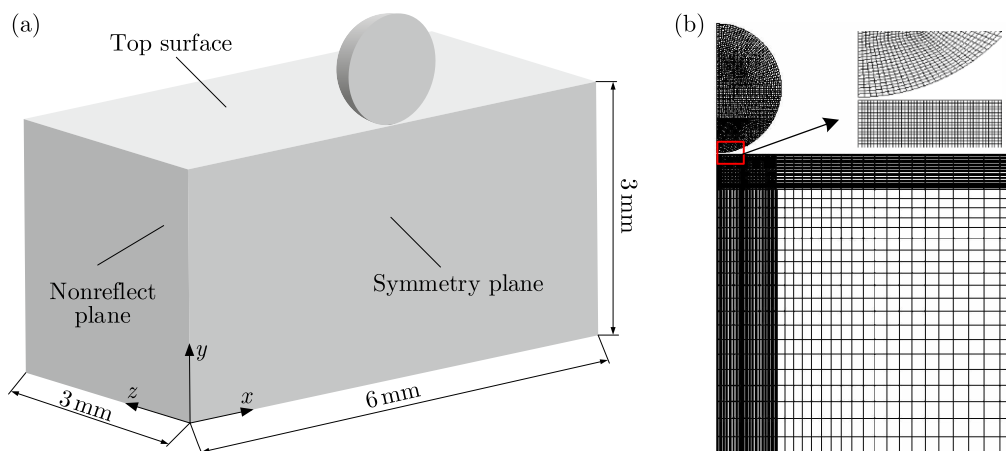 (a)
Top surface
3 mm
Symmetry plane
Nonreflect
plane
y
z
x
3 mm
6 mm
(b)